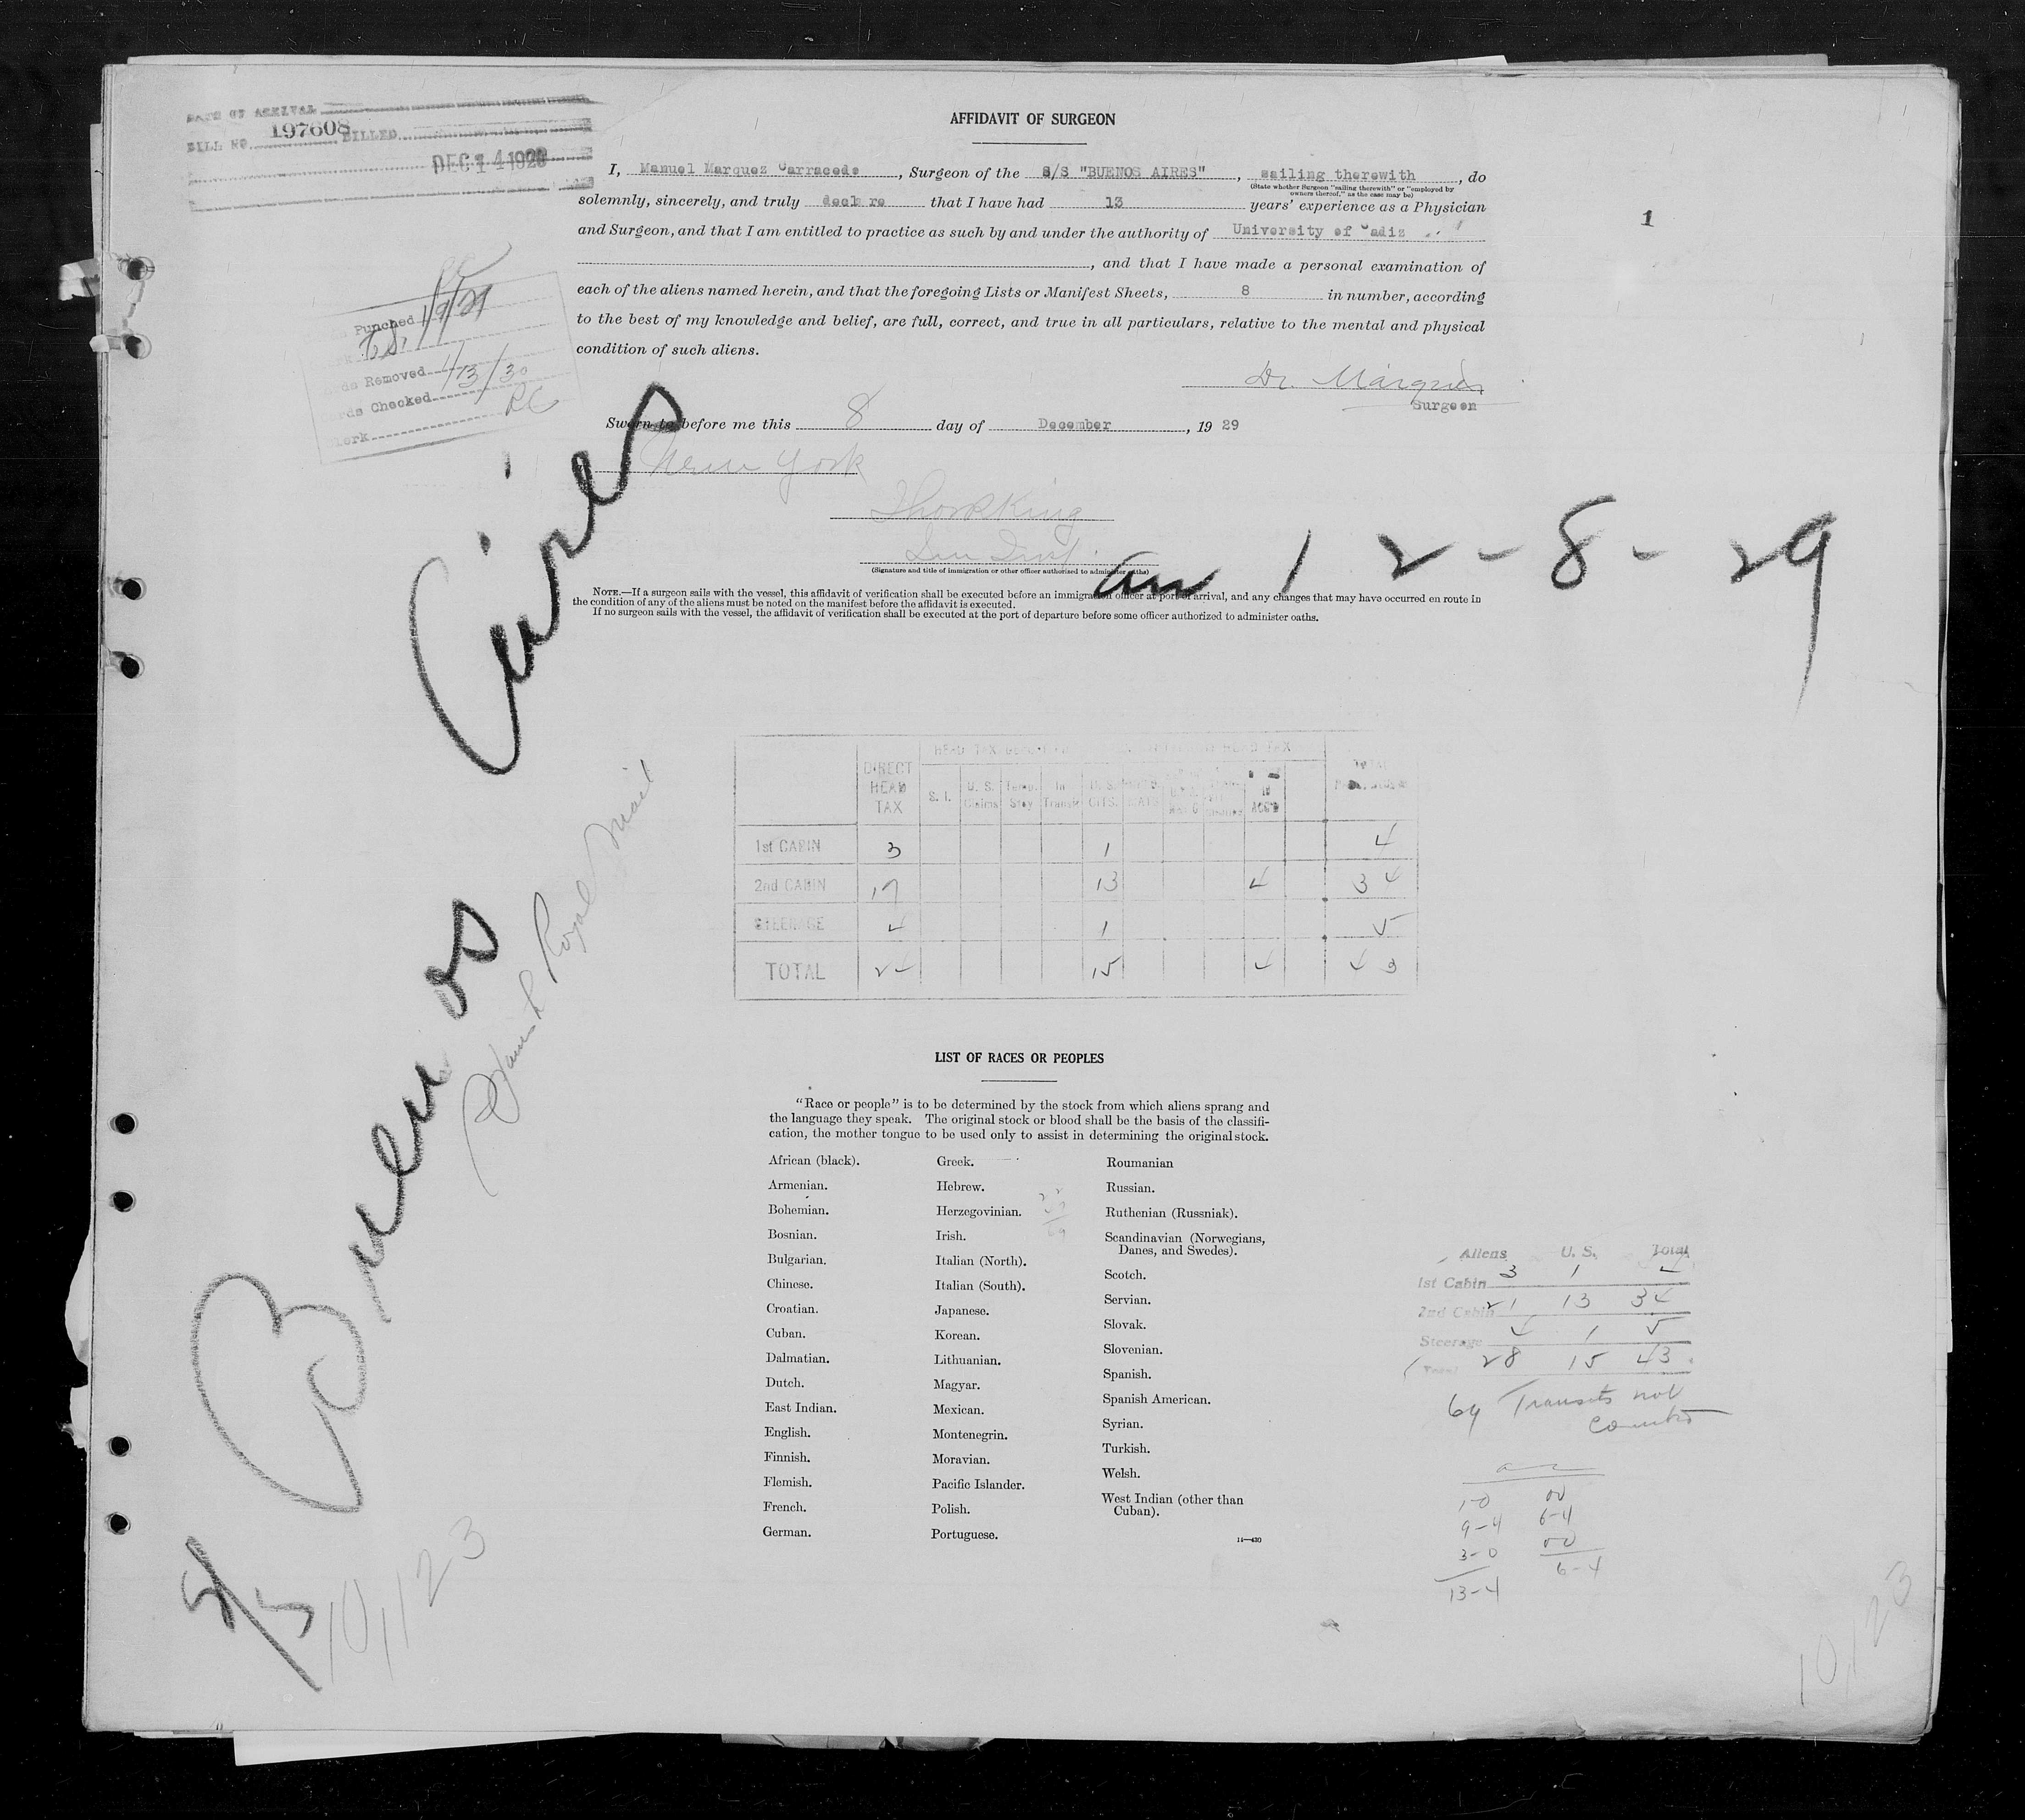 DATE OF ARRIVAL
BILL NO. 197608 BILLED
DEC 14 1929
AFFIDAVIT OF SURGEON
I, Manuel Marquez Carracedo, Surgeon of the S/S "BUENOS AIRES", sailing therewith, do
(State whether Surgeon "sailing therewith" or "employed by
owners thereof," as the case may be)
solemnly, sincerely, and truly decl re that I have had 13 years' experience as a Physician
and Surgeon, and that I am entitled to practice as such by and under the authority of University of Cadiz
, and that I have made a personal examination of
each of the aliens named herein, and that the foregoing Lists or Manifest Sheets, 8 in number, according
to the best of my knowledge and belief, are full, correct, and true in all particulars, relative to the mental and physical
condition of such aliens.
1
Punched
Removed 1/13/30
Checked
Dr. Márquez
Surgeon
Sworn to before me this 8 day of December, 19 29
New York
(Signature and title of immigration or other officer authorized to administer oaths)
12-8-29
NOTE.—If a surgeon sails with the vessel, this affidavit of verification shall be executed before an immigration officer at port of arrival, and any changes that may have occurred en route in
the condition of any of the aliens must be noted on the manifest before the affidavit is executed.
If no surgeon sails with the vessel, the affidavit of verification shall be executed at the port of departure before some officer authorized to administer oaths.
S/S Buenos Aires
Spanish Royal Mail
DIRECT HEAD TAX S. I. U. S. Claims Temp. Stay In Transit U. S. CITS.
1st CABIN 3 1 4
2nd CABIN 17 13 4 34
STEERAGE 4 1 5
TOTAL 24 15 4 43
LIST OF RACES OR PEOPLES
"Race or people" is to be determined by the stock from which aliens sprang and
the language they speak. The original stock or blood shall be the basis of the classifi-
cation, the mother tongue to be used only to assist in determining the original stock.
African (black).
Armenian.
Bohemian.
Bosnian.
Bulgarian.
Chinese.
Croatian.
Cuban.
Dalmatian.
Dutch.
East Indian.
English.
Finnish.
Flemish.
French.
German.
Greek.
Hebrew.
Herzegovinian.
Irish.
Italian (North).
Italian (South).
Japanese.
Korean.
Lithuanian.
Magyar.
Mexican.
Montenegrin.
Moravian.
Pacific Islander.
Polish.
Portuguese.
Roumanian
Russian.
Ruthenian (Russniak).
Scandinavian (Norwegians,
Danes, and Swedes).
Scotch.
Servian.
Slovak.
Slovenian.
Spanish.
Spanish American.
Syrian.
Turkish.
Welsh.
West Indian (other than
Cuban).
14—430
Aliens U. S. Total
1st Cabin 3 1 4
2nd Cabin 21 13 34
Steerage 4 1 5
Total 28 15 43
64 Transits not
counted
1-0 00
9-4 6-4
3-0 00
13-4 6-4
10,123
10,123